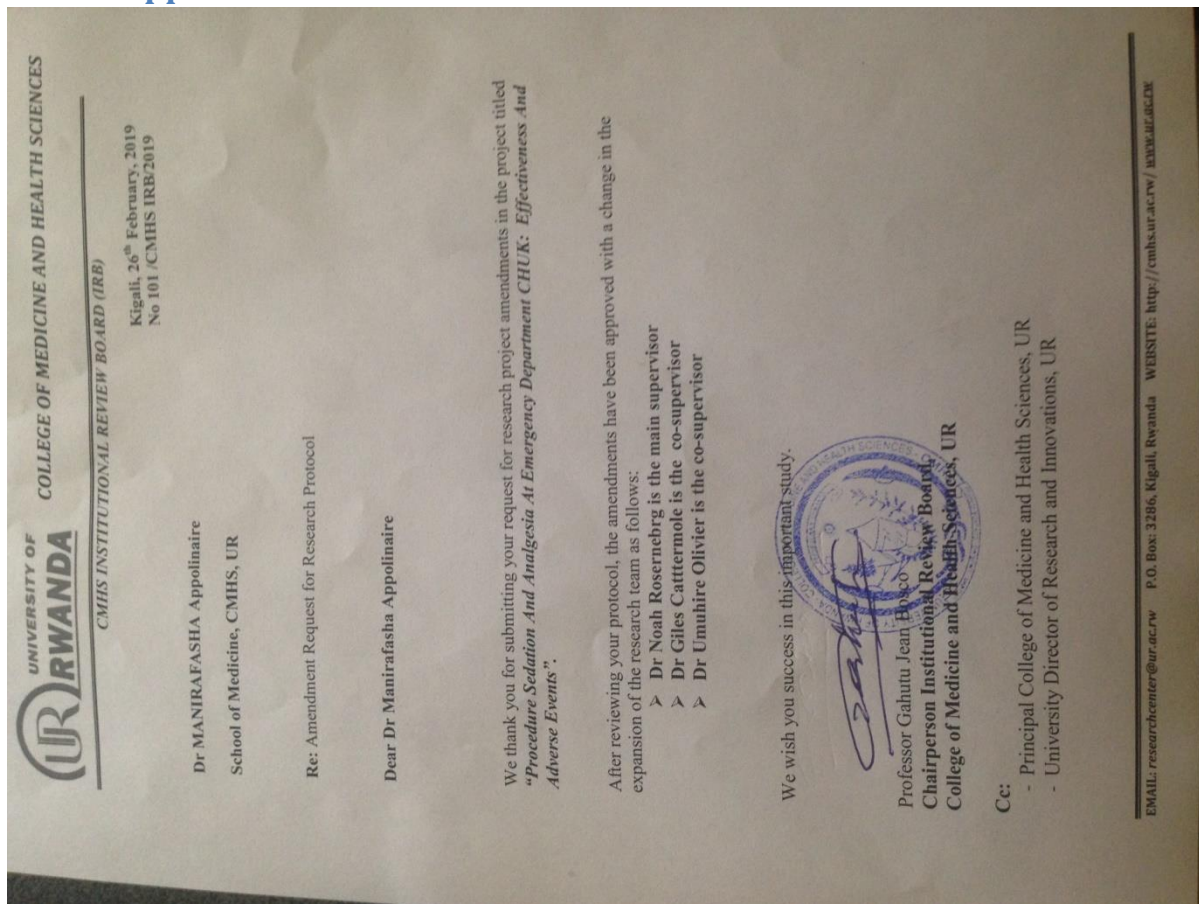 UNIVERSITY OF
RWANDA
UR
COLLEGE OF MEDICINE AND HEALTH SCIENCES
CMHS INSTITUTIONAL REVIEW BOARD (IRB)
Kigali, 26th February, 2019
No 101 /CMHS IRB/2019
Dr MANIRAFASHA Appolinaire
School of Medicine, CMHS, UR
Re: Amendment Request for Research Protocol
Dear Dr Manirafasha Appolinaire
We thank you for submitting your request for research project amendments in the project titled
“Procedure Sedation And Analgesia At Emergency Department CHUK: Effectiveness And
Adverse Events”.
After reviewing your protocol, the amendments have been approved with a change in the
expansion of the research team as follows:
➤ Dr Noah Rosernebrg is the main supervisor
➤ Dr Giles Catttermole is the co-supervisor
➤ Dr Umuhire Olivier is the co-supervisor
We wish you success in this important study.
Professor Gahutu Jean Bosco
Chairperson Institutional Review Board,
College of Medicine and Health Sciences, UR
Cc:
- Principal College of Medicine and Health Sciences, UR
- University Director of Research and Innovations, UR
EMAIL: researchcenter@ur.ac.rw P.O. Box: 3286, Kigali, Rwanda WEBSITE: http://cmhs.ur.ac.rw/ www.ur.ac.rw